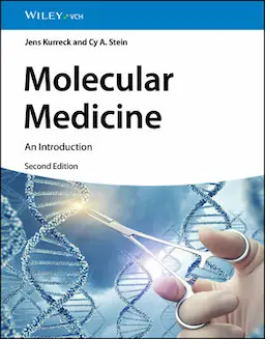 WILEY-VCH
Jens Kurreck and Cy A. Stein
Molecular
Medicine
An Introduction
Second Edition